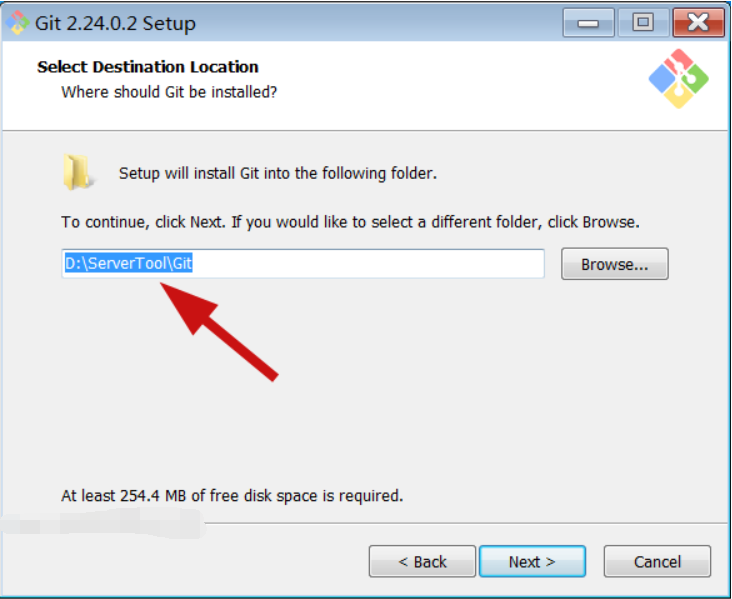 Git 2.24.0.2 Setup
Select Destination Location
Where should Git be installed?
Setup will install Git into the following folder.
To continue, click Next. If you would like to select a different folder, click Browse.
D:\ServerTool\Git
Browse...
At least 254.4 MB of free disk space is required.
< Back
Next >
Cancel